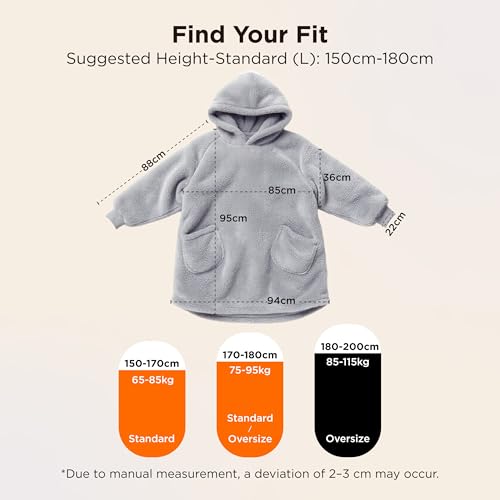 Find Your Fit
Suggested Height-Standard (L): 150cm-180cm
88cm
36cm
85cm
95cm
22cm
94cm
150-170cm
65-85kg
Standard
170-180cm
75-95kg
Standard
/
Oversize
180-200cm
85-115kg
Oversize
*Due to manual measurement, a deviation of 2–3 cm may occur.